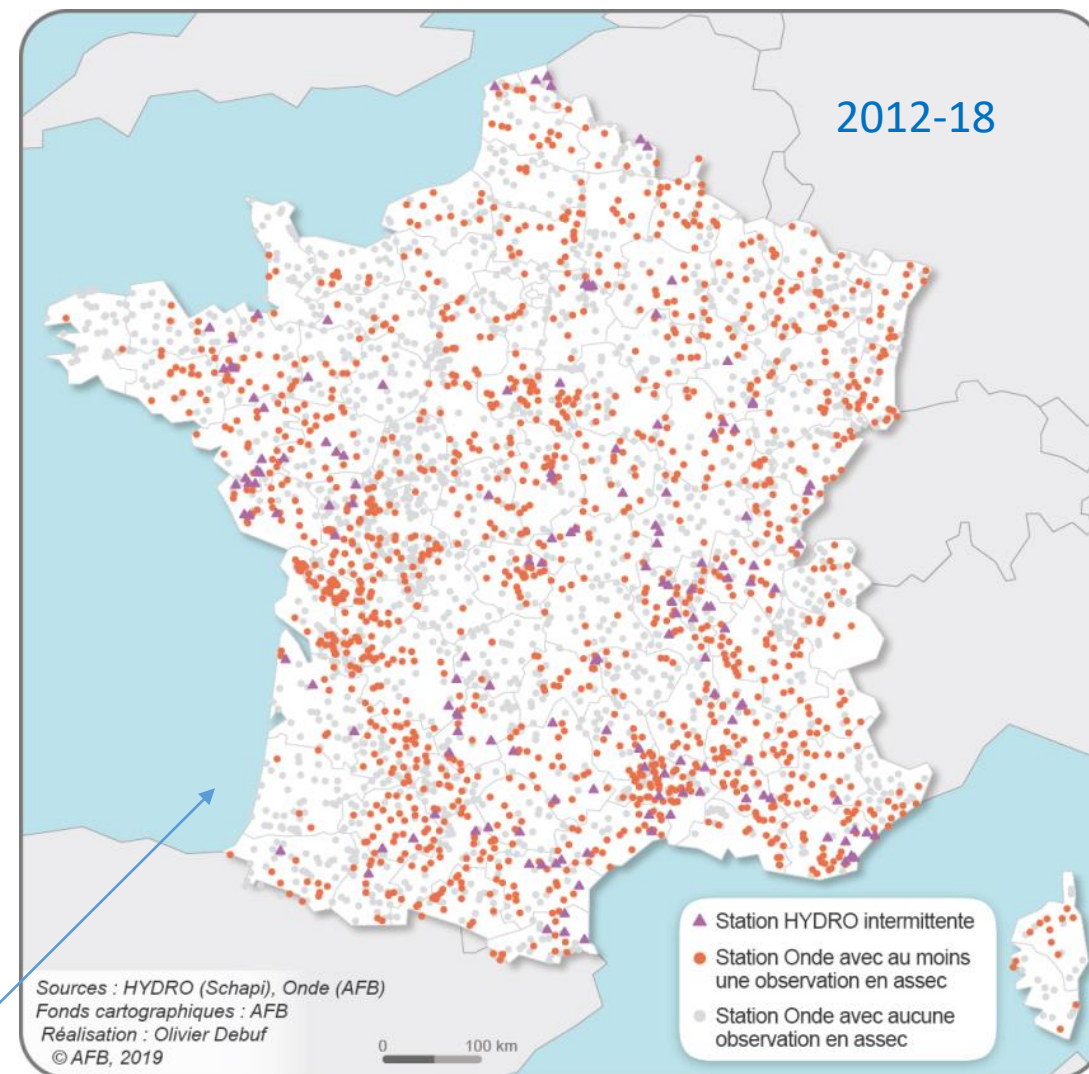 2012-18
Station HYDRO intermittente
Station Onde avec au moins
une observation en assec
Station Onde avec aucune
observation en assec
Sources : HYDRO (Schapi), Onde (AFB)
Fonds cartographiques : AFB
Réalisation : Olivier Debuf
© AFB, 2019
0 100 km